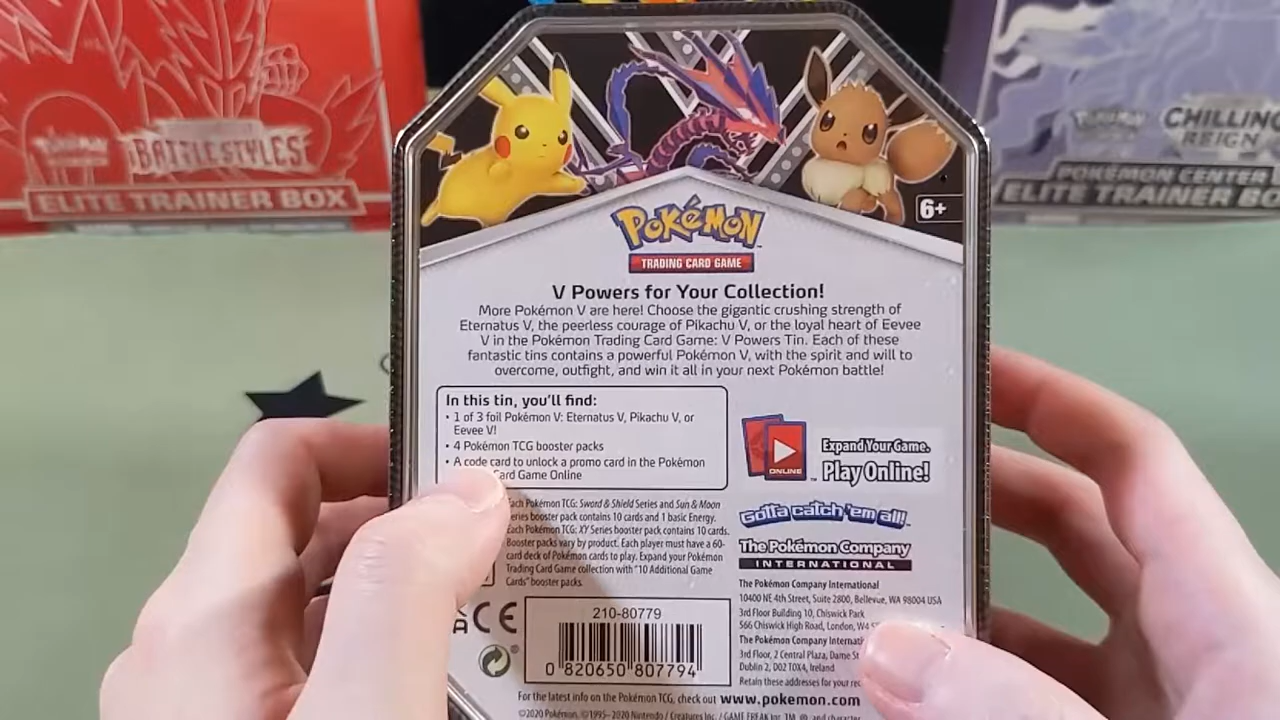 POKÉMON
BATTLE STYLES
ELITE TRAINER BOX
POKÉMON
CHILLING
REIGN
POKÉMON CENTER
ELITE TRAINER BO
6+
POKÉMON
TRADING CARD GAME
V Powers for Your Collection!
More Pokémon V are here! Choose the gigantic crushing strength of
Eternatus V, the peerless courage of Pikachu V, or the loyal heart of Eevee
V in the Pokémon Trading Card Game: V Powers Tin. Each of these
fantastic tins contains a powerful Pokémon V, with the spirit and will to
overcome, outfight, and win it all in your next Pokémon battle!
In this tin, you'll find:
• 1 of 3 foil Pokémon V: Eternatus V, Pikachu V, or
Eevee V!
• 4 Pokémon TCG booster packs
• A code card to unlock a promo card in the Pokémon
Card Game Online
ONLINE
Expand Your Game.
Play Online!
Each Pokémon TCG: Sword & Shield Series and Sun & Moon
Series booster pack contains 10 cards and 1 basic Energy.
Each Pokémon TCG: XY Series booster pack contains 10 cards.
Booster packs vary by product. Each player must have a 60-
card deck of Pokémon cards to play. Expand your Pokémon
Trading Card Game collection with "10 Additional Game
Cards" booster packs.
Gotta catch 'em all!™
The Pokémon Company
INTERNATIONAL
The Pokémon Company International
10400 NE 4th Street, Suite 2800, Bellevue, WA 98004 USA
3rd Floor Building 10, Chiswick Park
566 Chiswick High Road, London, W4
The Pokémon Company Internati
3rd Floor, 2 Central Plaza, Dame St
Dublin 2, D02 T0X4, Ireland
Retain these addresses for your rec
CE
210-80779
0 820650 807794
For the latest info on the Pokémon TCG, check out www.pokemon.com
©2020 Pokémon. ©1995–2020 Nintendo / Creatures Inc. / GAME FREAK inc. TM, ®, and character